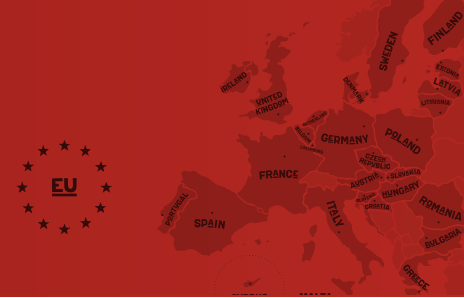 FINLAND
SWEDEN
ESTONIA
LATVIA
LITHUANIA
DENMARK
IRELAND
UNITED
KINGDOM
NETHERLANDS
BELGIUM
GERMANY
POLAND
LUXEMBOURG
CZECH
REPUBLIC
SLOVAKIA
EU
FRANCE
AUSTRIA
HUNGARY
CROATIA
ROMANIA
PORTUGAL
SPAIN
ITALY
BULGARIA
GREECE